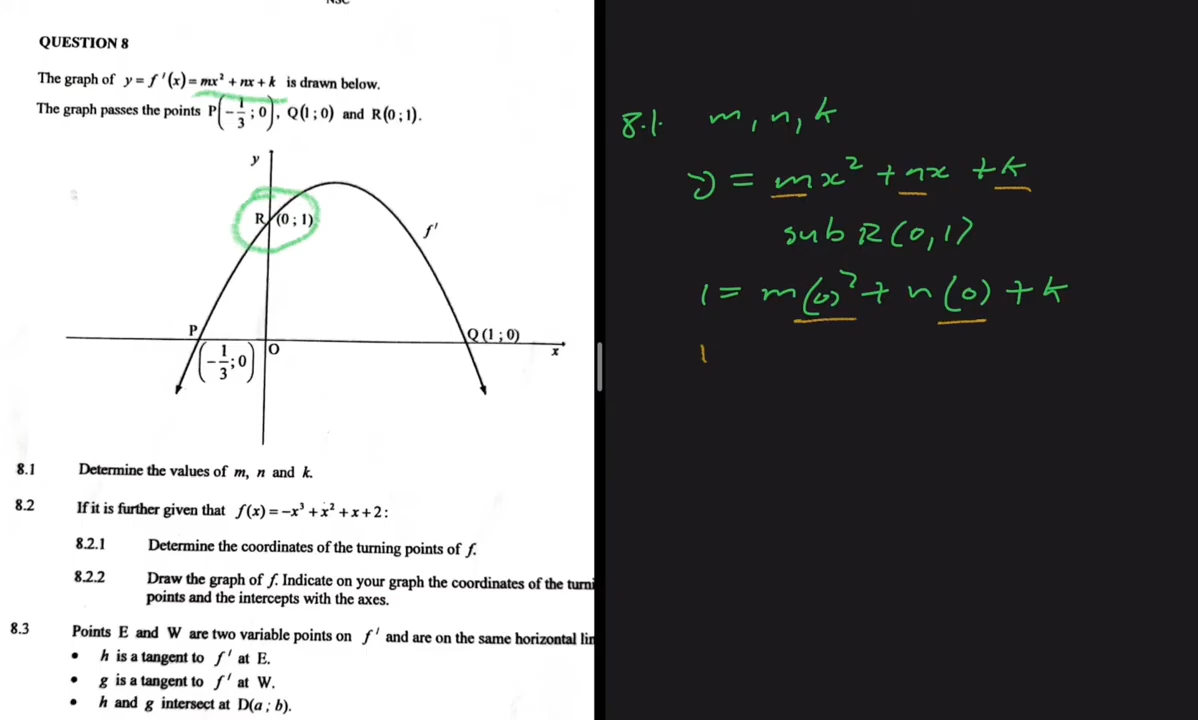 NSC
QUESTION 8
The graph of y = f ′(x) = mx² + nx + k is drawn below.
The graph passes the points P(−1/3 ; 0), Q(1 ; 0) and R(0 ; 1).
y
R (0 ; 1)
f′
P
Q (1 ; 0)
(−1/3 ; 0)
O
x
8.1 Determine the values of m, n and k.
8.2 If it is further given that f(x) = −x³ + x² + x + 2 :
8.2.1 Determine the coordinates of the turning points of f.
8.2.2 Draw the graph of f. Indicate on your graph the coordinates of the turni
points and the intercepts with the axes.
8.3 Points E and W are two variable points on f ′ and are on the same horizontal lin
• h is a tangent to f ′ at E.
• g is a tangent to f ′ at W.
• h and g intersect at D(a ; b).
8.1. m, n, k
y = mx² + nx + k
sub R (0, 1)
1 = m(0)² + n(0) + k
1